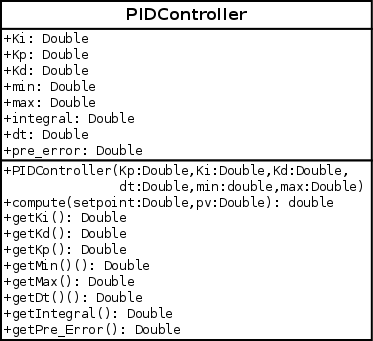 PIDController
+Ki: Double
+Kp: Double
+Kd: Double
+min: Double
+max: Double
+integral: Double
+dt: Double
+pre_error: Double
+PIDController(Kp:Double,Ki:Double,Kd:Double,
dt:Double,min:double,max:Double)
+compute(setpoint:Double,pv:Double): double
+getKi(): Double
+getKd(): Double
+getKp(): Double
+getMin()(): Double
+getMax(): Double
+getDt()(): Double
+getIntegral(): Double
+getPre_Error(): Double